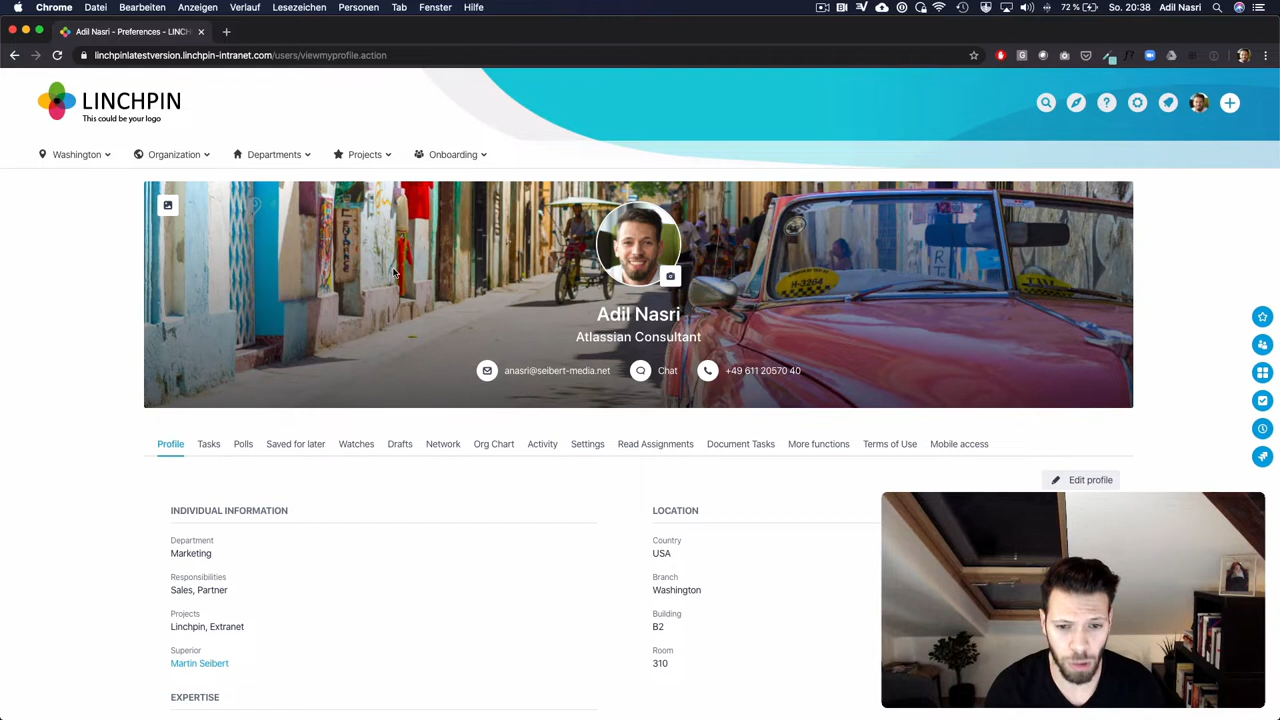 Chrome Datei Bearbeiten Anzeigen Verlauf Lesezeichen Personen Tab Fenster Hilfe
So. 20:38 Adil Nasri
Adil Nasri - Preferences - LINCH
linchpinlatestversion.linchpin-intranet.com/users/viewmyprofile.action
LINCHPIN
This could be your logo
Washington Organization Departments Projects Onboarding
H-3264
Adil Nasri
Atlassian Consultant
anasri@seibert-media.net Chat +49 611 20570 40
Profile Tasks Polls Saved for later Watches Drafts Network Org Chart Activity Settings Read Assignments Document Tasks More functions Terms of Use Mobile access
Edit profile
INDIVIDUAL INFORMATION
Department
Marketing
Responsibilities
Sales, Partner
Projects
Linchpin, Extranet
Superior
Martin Seibert
EXPERTISE
LOCATION
Country
USA
Branch
Washington
Building
B2
Room
310